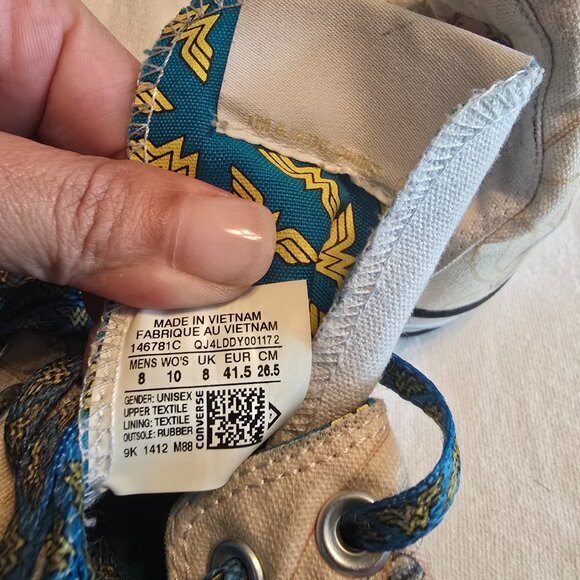 MADE IN VIETNAM
FABRIQUE AU VIETNAM
146781C QJ4LDDY001172
MENS WO'S UK EUR CM
8 10 8 41.5 26.5
GENDER: UNISEX
UPPER TEXTILE
LINING: TEXTILE
OUTSOLE: RUBBER
9K 1412 M88
CONVERSE